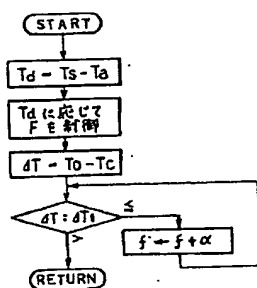 START
Td = Ts - Ta
Tdに応じて
Fを制御
ΔT = To - Tc
ΔT : ΔTs
≤
>
f ← f + α
RETURN